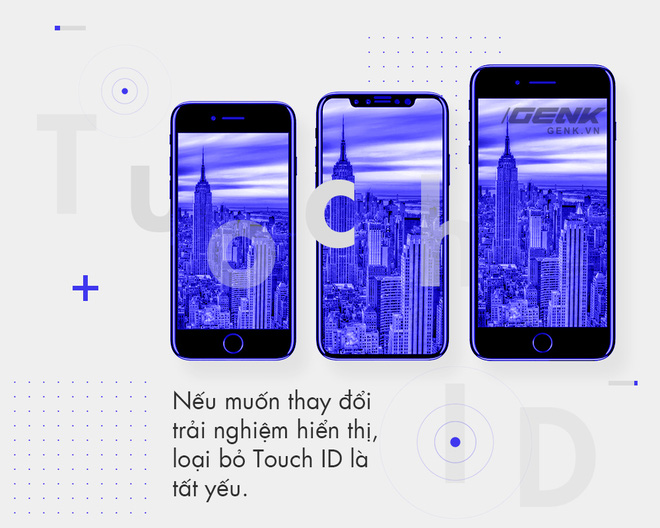 GENK
GENK.VN
Touch
ID
Nếu muốn thay đổi
trải nghiệm hiển thị,
loại bỏ Touch ID là
tất yếu.